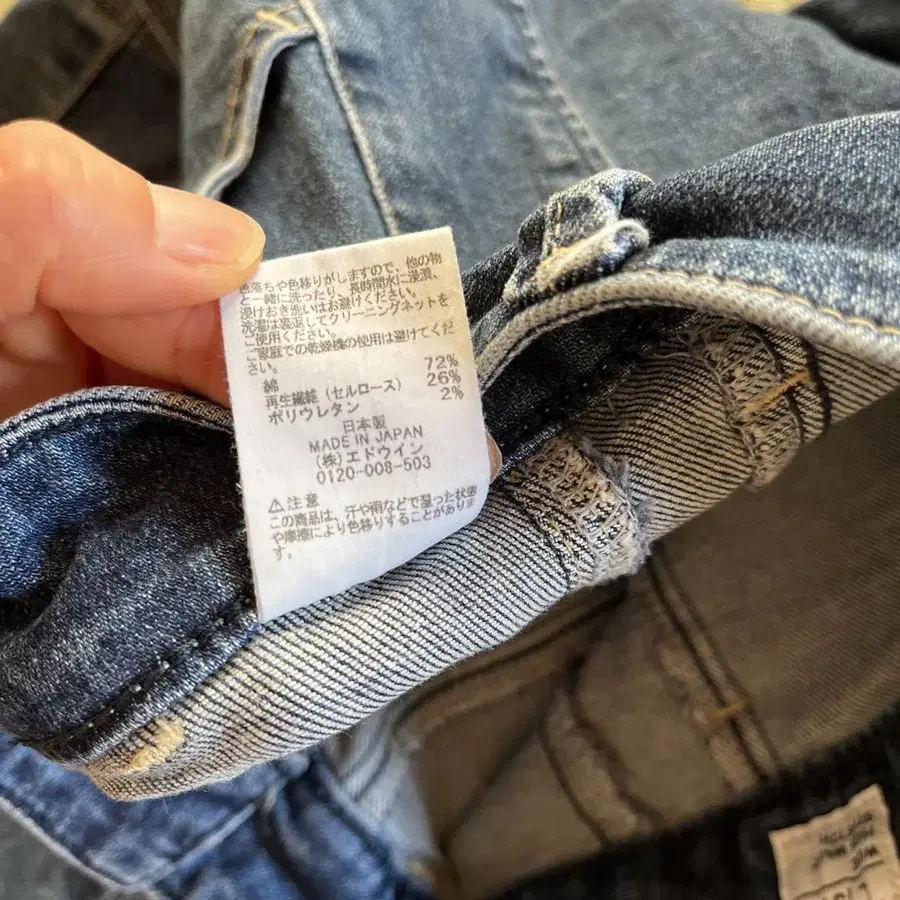 色落ちや色移りがしますので、他の物
と一緒に洗ったり、長時間水に浸漬、
浸けおき洗いはお避けください。
洗濯は裏返してクリーニングネットを
ご使用ください。
ご家庭での乾燥機の使用は避けてくだ
さい。
綿 72%
再生繊維（セルロース） 26%
ポリウレタン 2%
日本製
MADE IN JAPAN
(株)エドウイン
0120-008-503
⚠注意
この商品は、汗や雨などで湿った状態
や摩擦により色移りすることがありま
す。